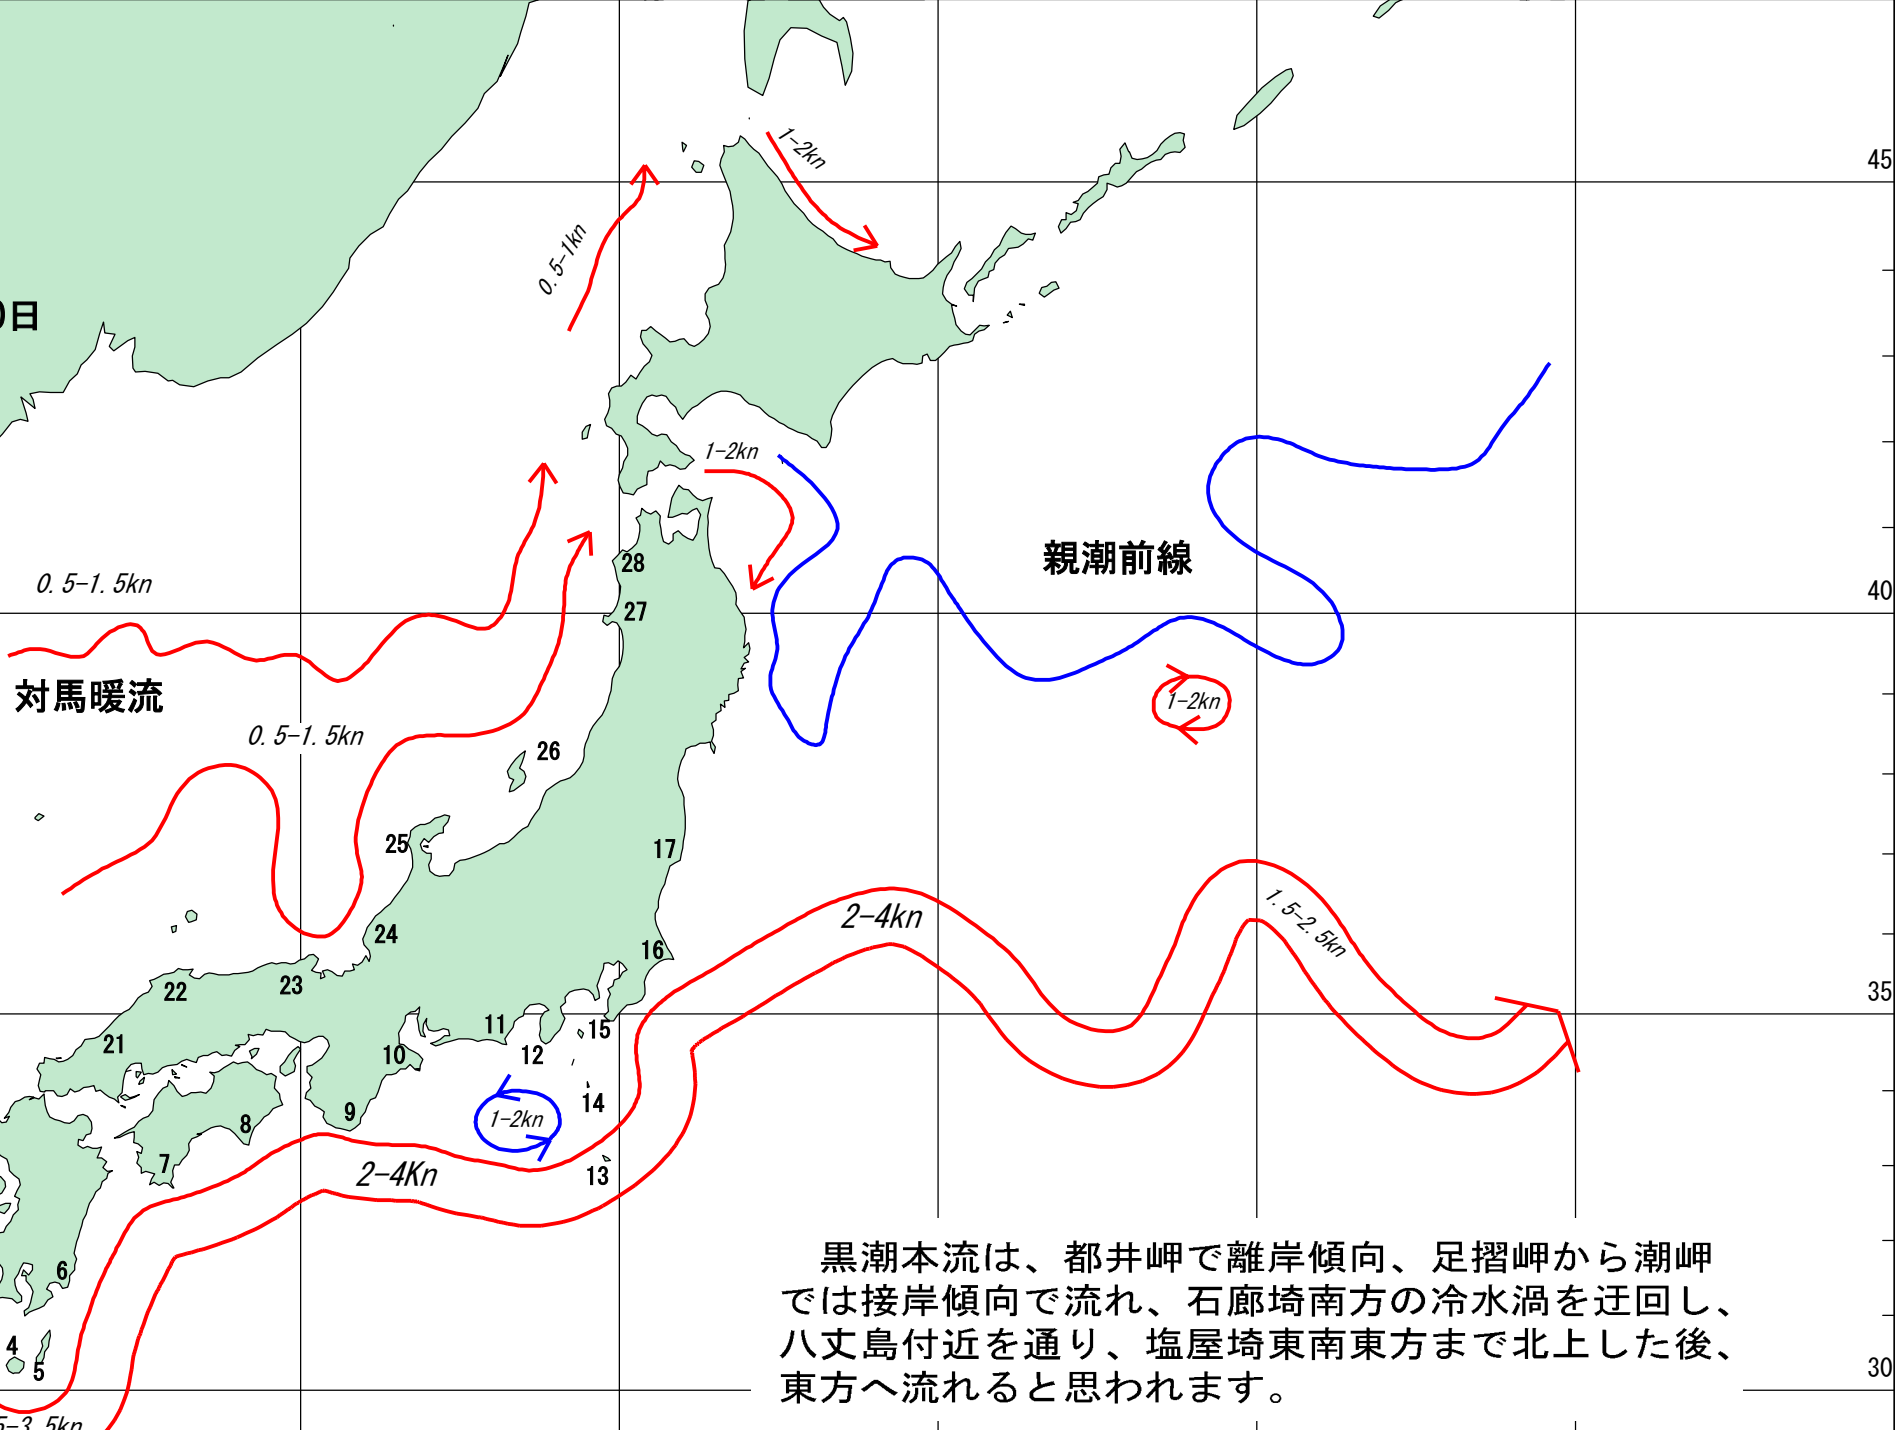 1-2kn
45
0.5-1kn
日
1-2kn
親潮前線
28
0.5-1.5kn
40
27
対馬暖流
1-2kn
0.5-1.5kn
26
25
17
1.5-2.5kn
2-4kn
24
16
22
23
35
11
15
21
10
12
14
9
1-2kn
8
7
2-4Kn
13
6
黒潮本流は、都井岬で離岸傾向、足摺岬から潮岬
では接岸傾向で流れ、石廊埼南方の冷水渦を迂回し、
八丈島付近を通り、塩屋埼東南東方まで北上した後、
東方へ流れると思われます。
4
5
30
5-3.5kn